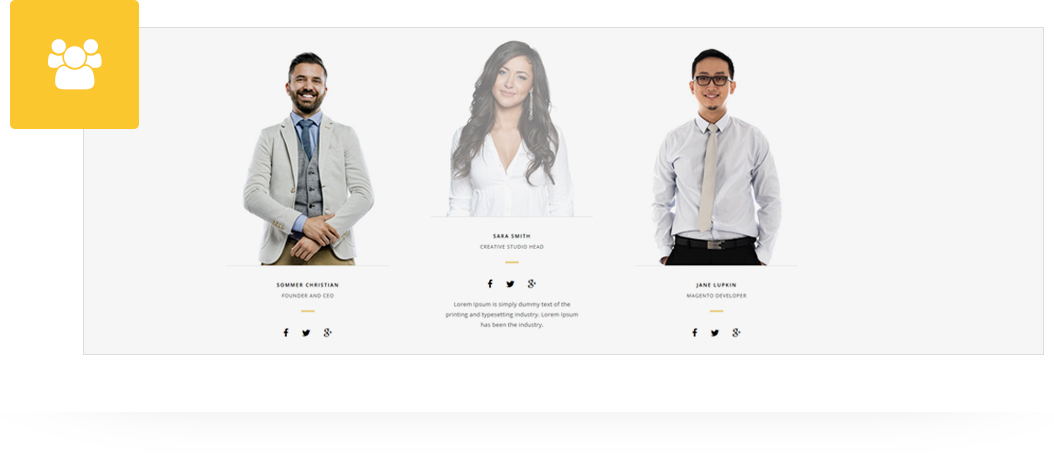 SOMMER CHRISTIAN
FOUNDER AND CEO
SARA SMITH
CREATIVE STUDIO HEAD
Lorem Ipsum is simply dummy text of the
printing and typesetting industry. Lorem Ipsum
has been the industry.
JANE LUPKIN
MAGENTO DEVELOPER